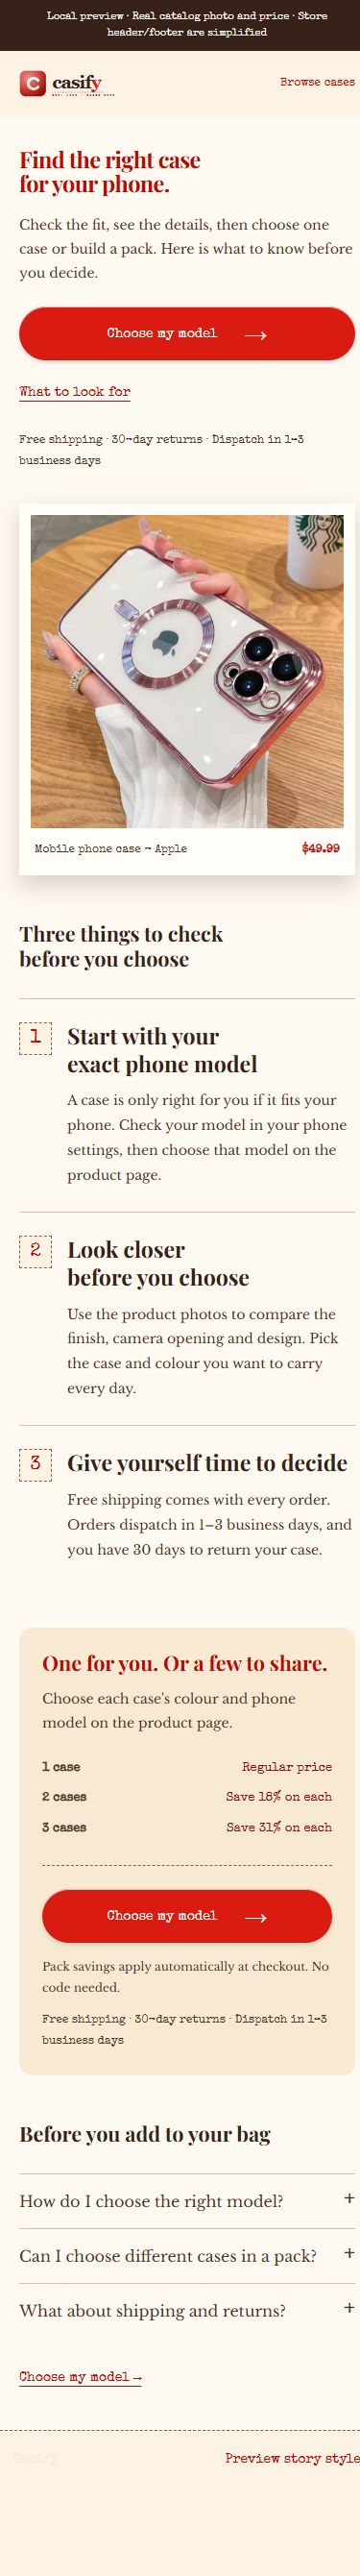 Local preview · Real catalog photo and price · Store
header/footer are simplified
casify
Browse cases
Find the right case
for your phone.
Check the fit, see the details, then choose one
case or build a pack. Here is what to know before
you decide.
Choose my model →
What to look for
Free shipping · 30-day returns · Dispatch in 1-3
business days
Mobile phone case - Apple
$49.99
Three things to check
before you choose
1
Start with your
exact phone model
A case is only right for you if it fits your
phone. Check your model in your phone
settings, then choose that model on the
product page.
2
Look closer
before you choose
Use the product photos to compare the
finish, camera opening and design. Pick
the case and colour you want to carry
every day.
3
Give yourself time to decide
Free shipping comes with every order.
Orders dispatch in 1–3 business days, and
you have 30 days to return your case.
One for you. Or a few to share.
Choose each case's colour and phone
model on the product page.
1 case Regular price
2 cases Save 18% on each
3 cases Save 31% on each
Choose my model →
Pack savings apply automatically at checkout. No
code needed.
Free shipping · 30-day returns · Dispatch in 1-3
business days
Before you add to your bag
How do I choose the right model? +
Can I choose different cases in a pack? +
What about shipping and returns? +
Choose my model →
Casify
Preview story style